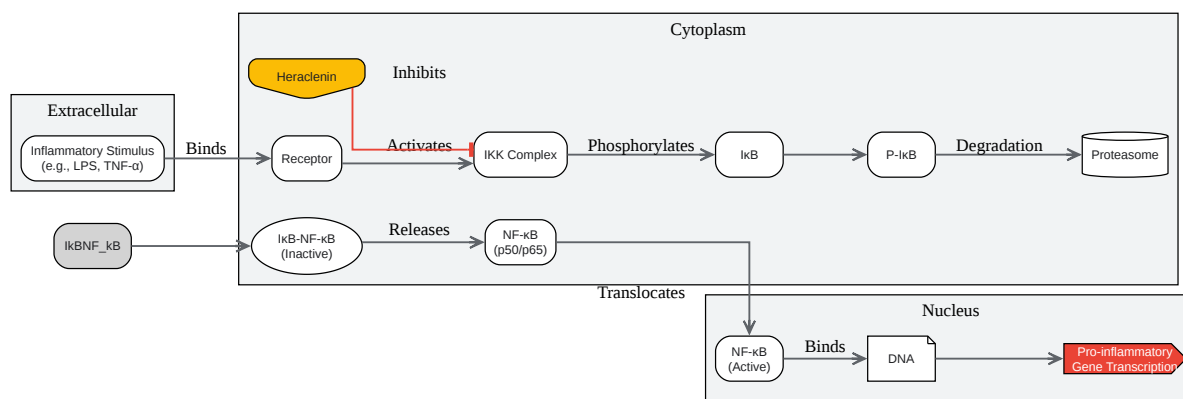 Cytoplasm
Heraclenin
Inhibits
Extracellular
Inflammatory Stimulus
(e.g., LPS, TNF-α)
Binds
Receptor
Activates
IKK Complex
Phosphorylates
IκB
P-IκB
Degradation
Proteasome
IkBNF_kB
IκB-NF-κB
(Inactive)
Releases
NF-κB
(p50/p65)
Translocates
Nucleus
NF-κB
(Active)
Binds
DNA
Pro-inflammatory
Gene Transcription